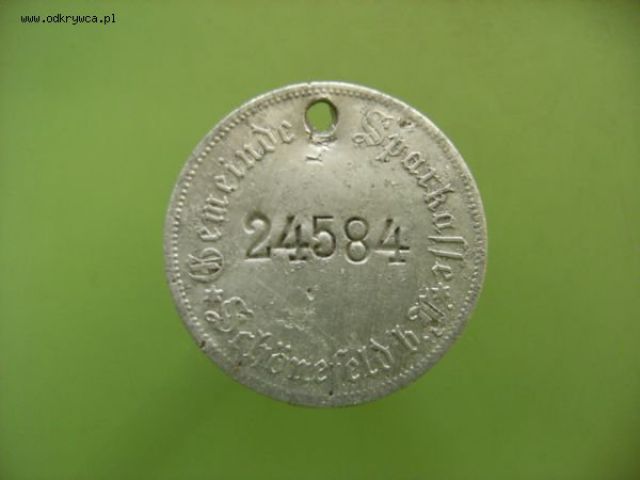 www.odkrywca.pl
Gemeinde Sparkasse
24584
* Schönefeld b. L. *